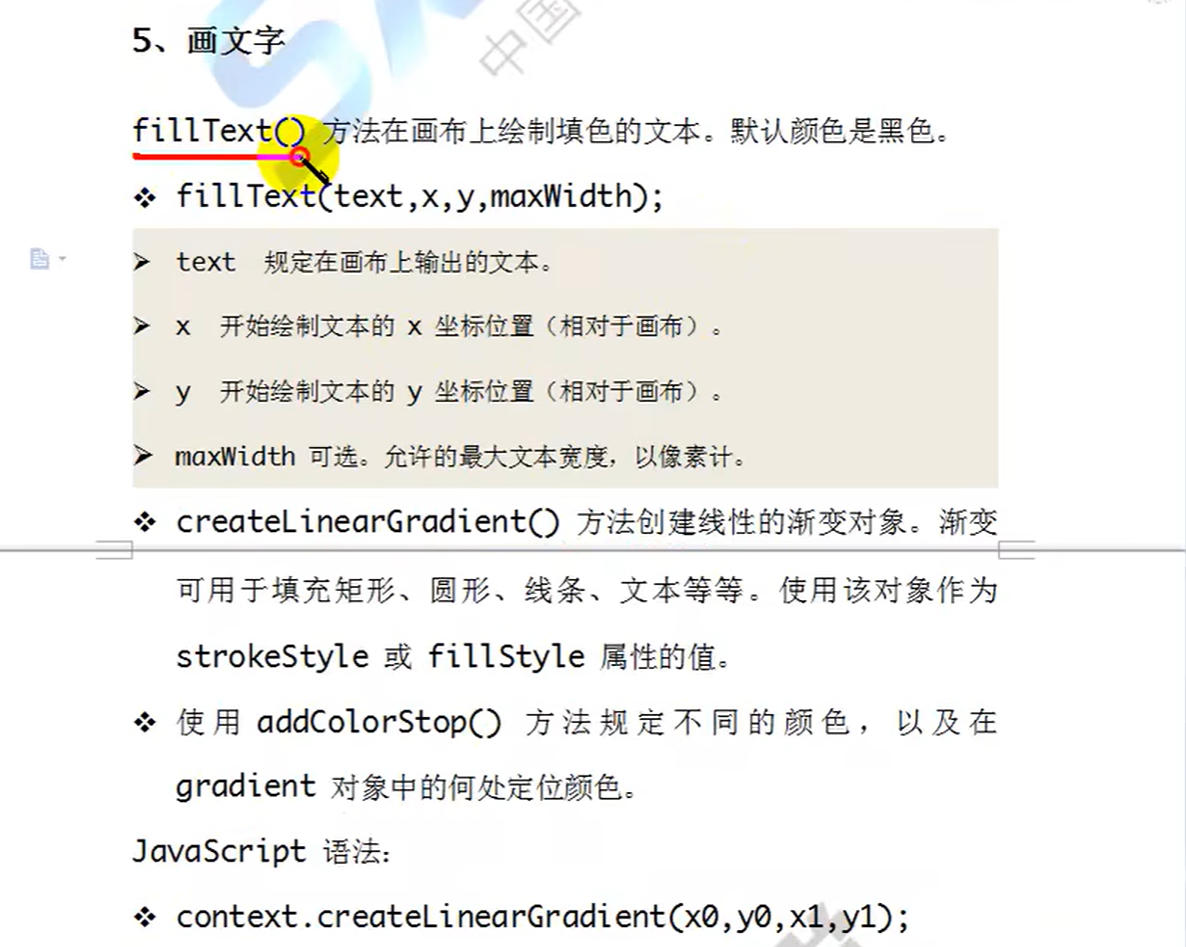 5、画文字
中国
fillText() 方法在画布上绘制填色的文本。默认颜色是黑色。
❖ fillText(text,x,y,maxWidth);
➢ text 规定在画布上输出的文本。
➢ x 开始绘制文本的 x 坐标位置（相对于画布）。
➢ y 开始绘制文本的 y 坐标位置（相对于画布）。
➢ maxWidth 可选。允许的最大文本宽度，以像素计。
❖ createLinearGradient() 方法创建线性的渐变对象。渐变
可用于填充矩形、圆形、线条、文本等等。使用该对象作为
strokeStyle 或 fillStyle 属性的值。
❖ 使用 addColorStop() 方法规定不同的颜色，以及在
gradient 对象中的何处定位颜色。
JavaScript 语法：
❖ context.createLinearGradient(x0,y0,x1,y1);